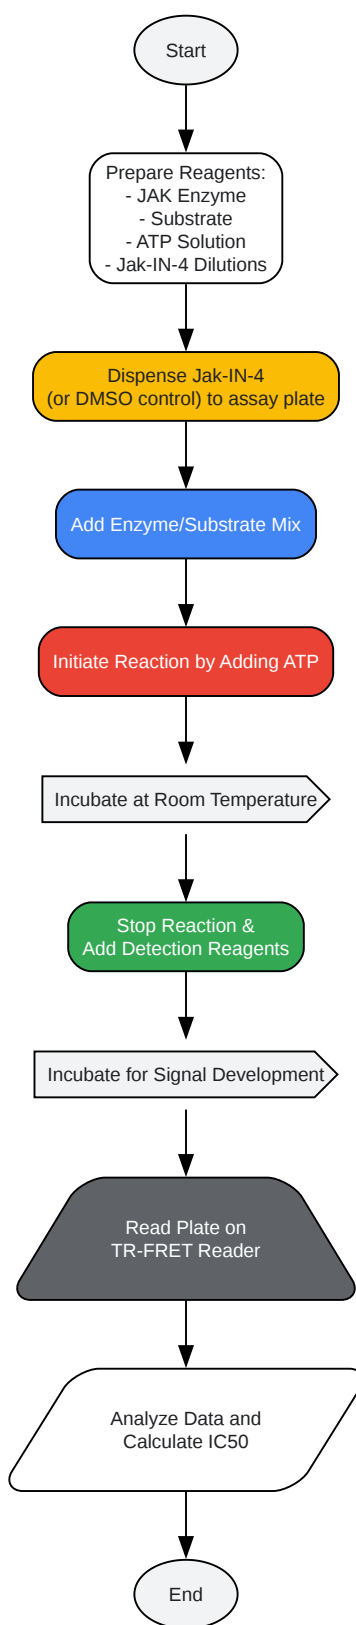 Start
Prepare Reagents:
- JAK Enzyme
- Substrate
- ATP Solution
- Jak-IN-4 Dilutions
Dispense Jak-IN-4
(or DMSO control) to assay plate
Add Enzyme/Substrate Mix
Initiate Reaction by Adding ATP
Incubate at Room Temperature
Stop Reaction &
Add Detection Reagents
Incubate for Signal Development
Read Plate on
TR-FRET Reader
Analyze Data and
Calculate IC50
End